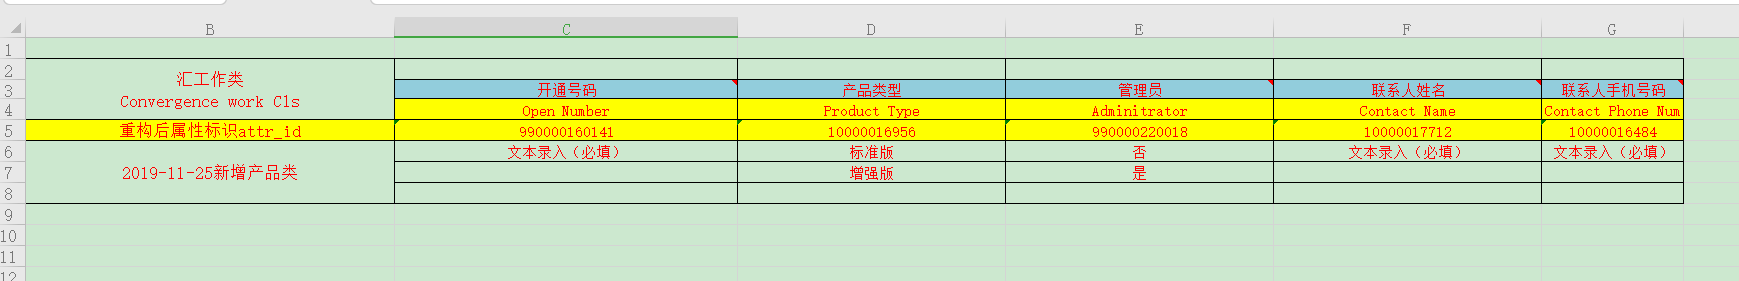 B C D E F G
1
2
汇工作类
Convergence work Cls
3 开通号码 产品类型 管理员 联系人姓名 联系人手机号码
4 Open Number Product Type Adminitrator Contact Name Contact Phone Num
5 重构后属性标识attr_id 990000160141 10000016956 990000220018 10000017712 10000016484
6 文本录入（必填） 标准版 否 文本录入（必填） 文本录入（必填）
7 2019-11-25新增产品类 增强版 是
8
9
10
11
12